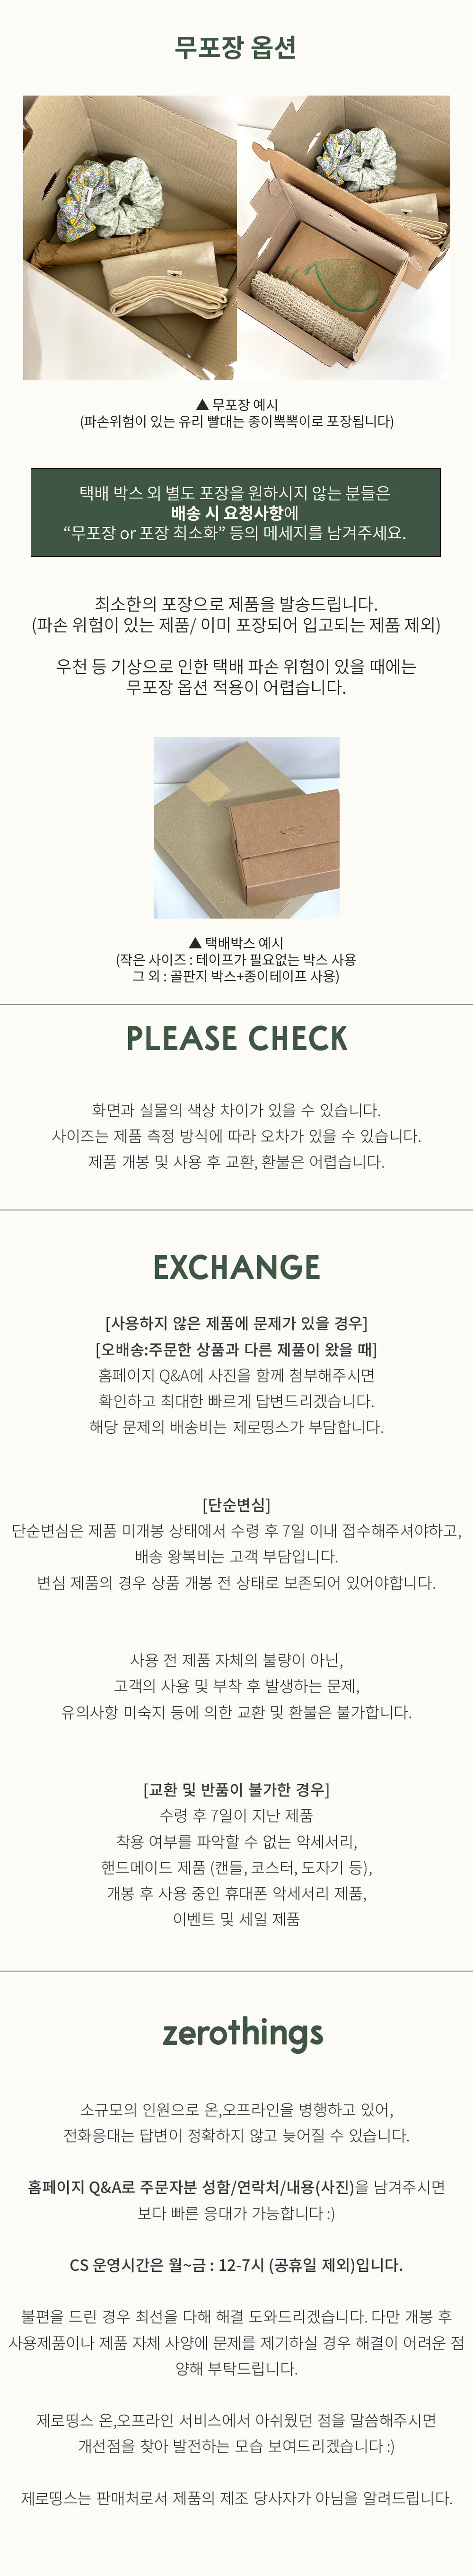 무포장 옵션
▲ 무포장 예시
(파손위험이 있는 유리 빨대는 종이뽁뽁이로 포장됩니다)
택배 박스 외 별도 포장을 원하시지 않는 분들은
배송 시 요청사항에
“무포장 or 포장 최소화” 등의 메세지를 남겨주세요.
최소한의 포장으로 제품을 발송드립니다.
(파손 위험이 있는 제품/ 이미 포장되어 입고되는 제품 제외)
우천 등 기상으로 인한 택배 파손 위험이 있을 때에는
무포장 옵션 적용이 어렵습니다.
▲ 택배박스 예시
(작은 사이즈 : 테이프가 필요없는 박스 사용
그 외 : 골판지 박스+종이테이프 사용)
PLEASE CHECK
화면과 실물의 색상 차이가 있을 수 있습니다.
사이즈는 제품 측정 방식에 따라 오차가 있을 수 있습니다.
제품 개봉 및 사용 후 교환, 환불은 어렵습니다.
EXCHANGE
[사용하지 않은 제품에 문제가 있을 경우]
[오배송:주문한 상품과 다른 제품이 왔을 때]
홈페이지 Q&A에 사진을 함께 첨부해주시면
확인하고 최대한 빠르게 답변드리겠습니다.
해당 문제의 배송비는 제로띵스가 부담합니다.
[단순변심]
단순변심은 제품 미개봉 상태에서 수령 후 7일 이내 접수해주셔야하고,
배송 왕복비는 고객 부담입니다.
변심 제품의 경우 상품 개봉 전 상태로 보존되어 있어야합니다.
사용 전 제품 자체의 불량이 아닌,
고객의 사용 및 부착 후 발생하는 문제,
유의사항 미숙지 등에 의한 교환 및 환불은 불가합니다.
[교환 및 반품이 불가한 경우]
수령 후 7일이 지난 제품
착용 여부를 파악할 수 없는 악세서리,
핸드메이드 제품 (캔들, 코스터, 도자기 등),
개봉 후 사용 중인 휴대폰 악세서리 제품,
이벤트 및 세일 제품
zerothings
소규모의 인원으로 온,오프라인을 병행하고 있어,
전화응대는 답변이 정확하지 않고 늦어질 수 있습니다.
홈페이지 Q&A로 주문자분 성함/연락처/내용(사진)을 남겨주시면
보다 빠른 응대가 가능합니다 :)
CS 운영시간은 월~금 : 12-7시 (공휴일 제외)입니다.
불편을 드린 경우 최선을 다해 해결 도와드리겠습니다. 다만 개봉 후
사용제품이나 제품 자체 사양에 문제를 제기하실 경우 해결이 어려운 점
양해 부탁드립니다.
제로띵스 온,오프라인 서비스에서 아쉬웠던 점을 말씀해주시면
개선점을 찾아 발전하는 모습 보여드리겠습니다 :)
제로띵스는 판매처로서 제품의 제조 당사자가 아님을 알려드립니다.